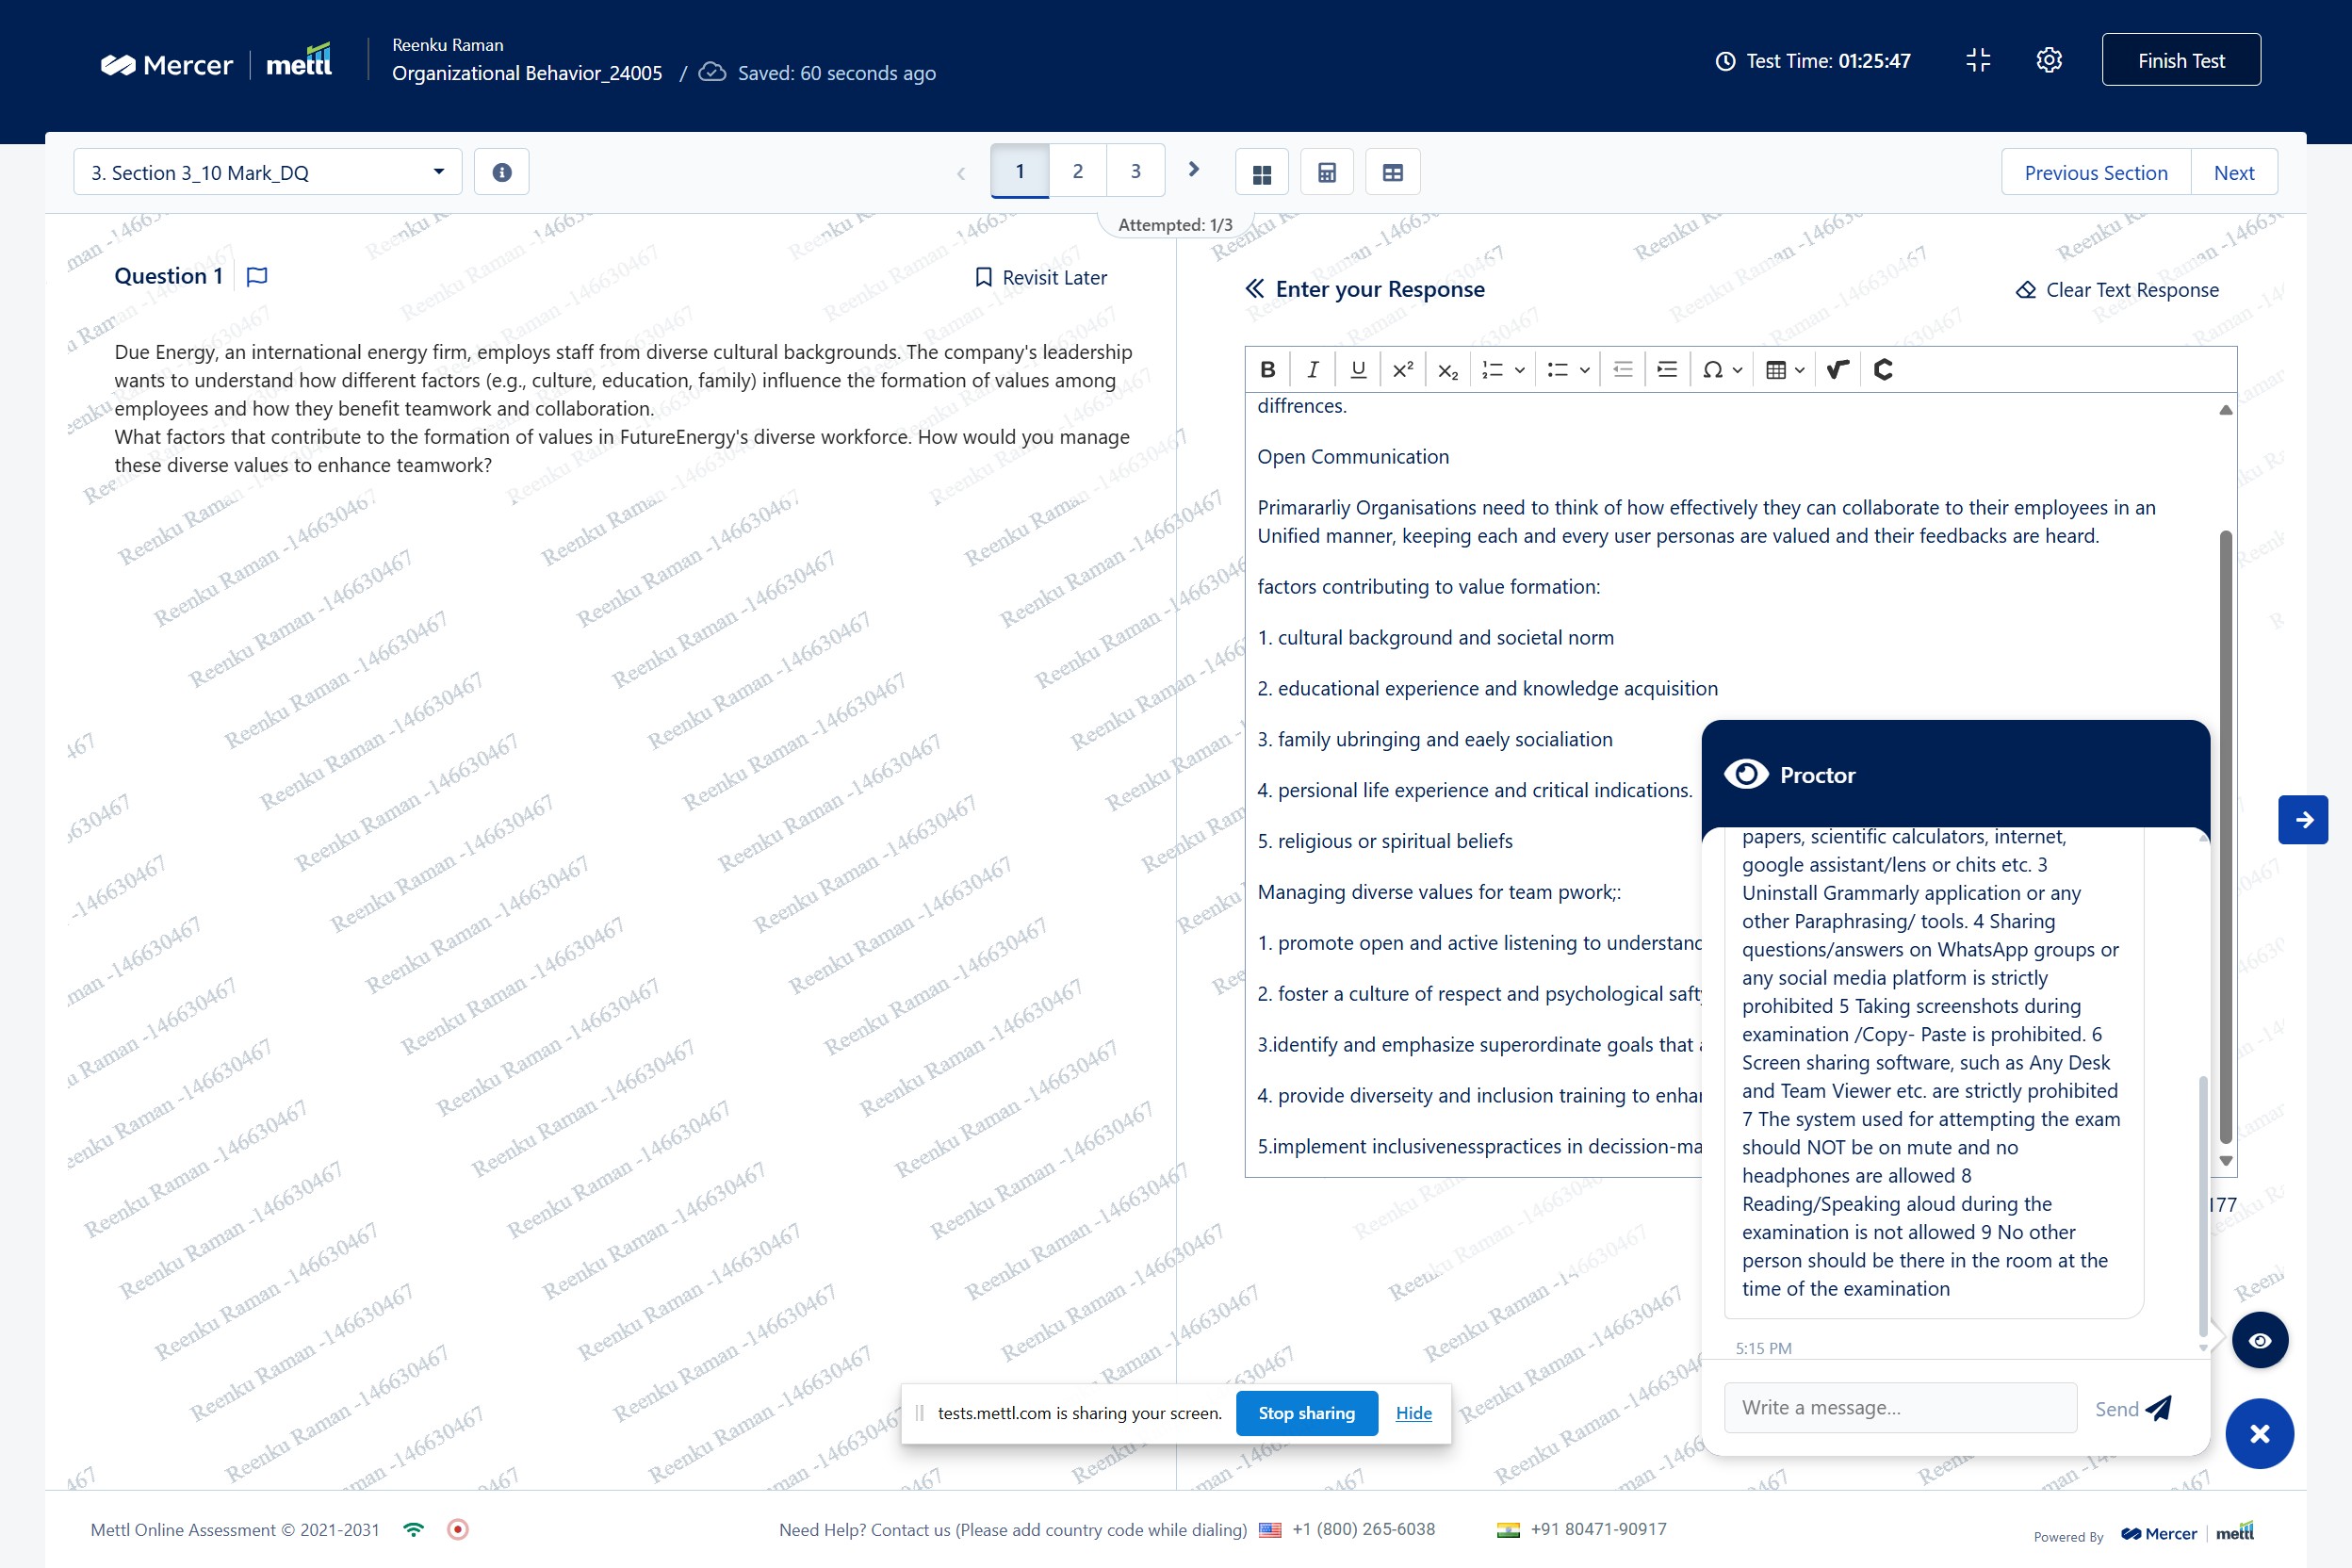 Mercer
mettl
Reenku Raman
Organizational Behavior_24005 / Saved: 60 seconds ago
Test Time: 01:25:47
Finish Test
3. Section 3_10 Mark_DQ
1
2
3
Previous Section
Next
Attempted: 1/3
Question 1
Revisit Later
Due Energy, an international energy firm, employs staff from diverse cultural backgrounds. The company's leadership
wants to understand how different factors (e.g., culture, education, family) influence the formation of values among
employees and how they benefit teamwork and collaboration.
What factors that contribute to the formation of values in FutureEnergy's diverse workforce. How would you manage
these diverse values to enhance teamwork?
Enter your Response
Clear Text Response
diffrences.
Open Communication
Primararliy Organisations need to think of how effectively they can collaborate to their employees in an
Unified manner, keeping each and every user personas are valued and their feedbacks are heard.
factors contributing to value formation:
1. cultural background and societal norm
2. educational experience and knowledge acquisition
3. family ubringing and eaely socialiation
4. persional life experience and critical indications.
5. religious or spiritual beliefs
Managing diverse values for team pwork;:
1. promote open and active listening to understand
2. foster a culture of respect and psychological safty
3.identify and emphasize superordinate goals that
4. provide diverseity and inclusion training to enha
5.implement inclusivenesspractices in decission-ma
177
Proctor
papers, scientific calculators, internet,
google assistant/lens or chits etc. 3
Uninstall Grammarly application or any
other Paraphrasing/ tools. 4 Sharing
questions/answers on WhatsApp groups or
any social media platform is strictly
prohibited 5 Taking screenshots during
examination /Copy- Paste is prohibited. 6
Screen sharing software, such as Any Desk
and Team Viewer etc. are strictly prohibited
7 The system used for attempting the exam
should NOT be on mute and no
headphones are allowed 8
Reading/Speaking aloud during the
examination is not allowed 9 No other
person should be there in the room at the
time of the examination
5:15 PM
Write a message...
Send
tests.mettl.com is sharing your screen.
Stop sharing
Hide
Reenku Raman -146630467
Mettl Online Assessment © 2021-2031
Need Help? Contact us (Please add country code while dialing)
+1 (800) 265-6038
+91 80471-90917
Powered By
Mercer
mettl